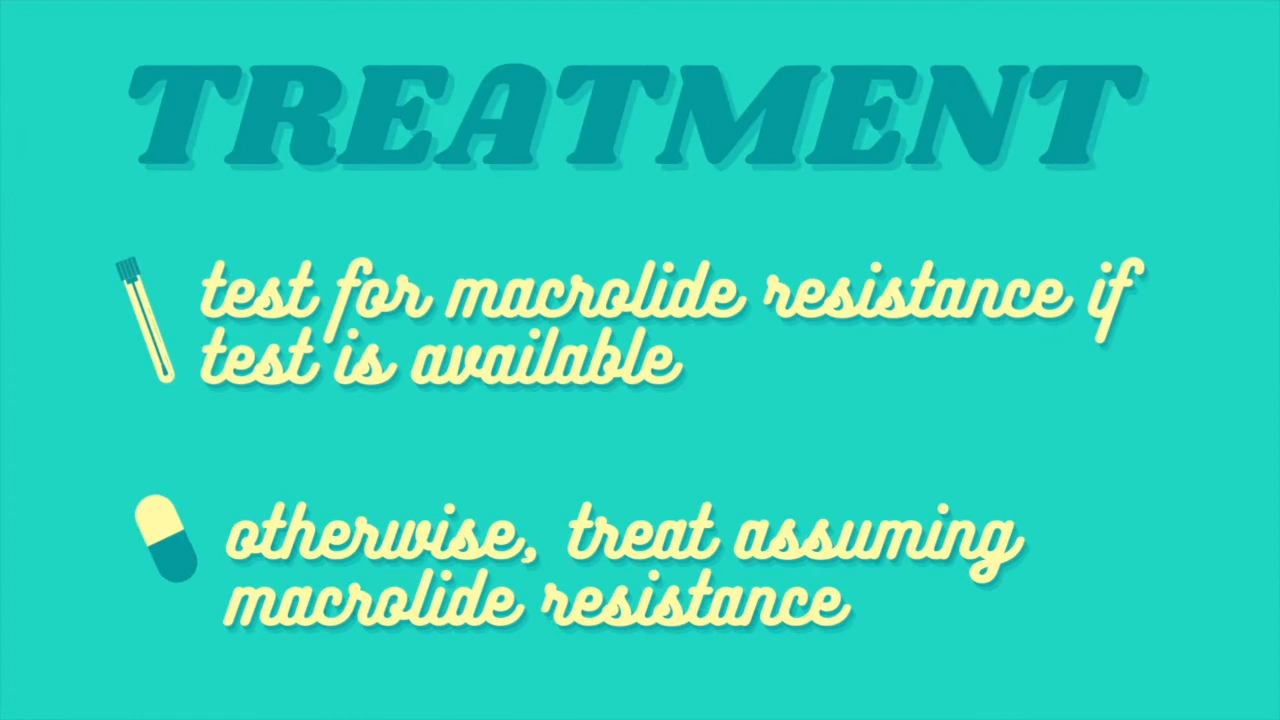 TREATMENT
test for macrolide resistance if
test is available
otherwise, treat assuming
macrolide resistance